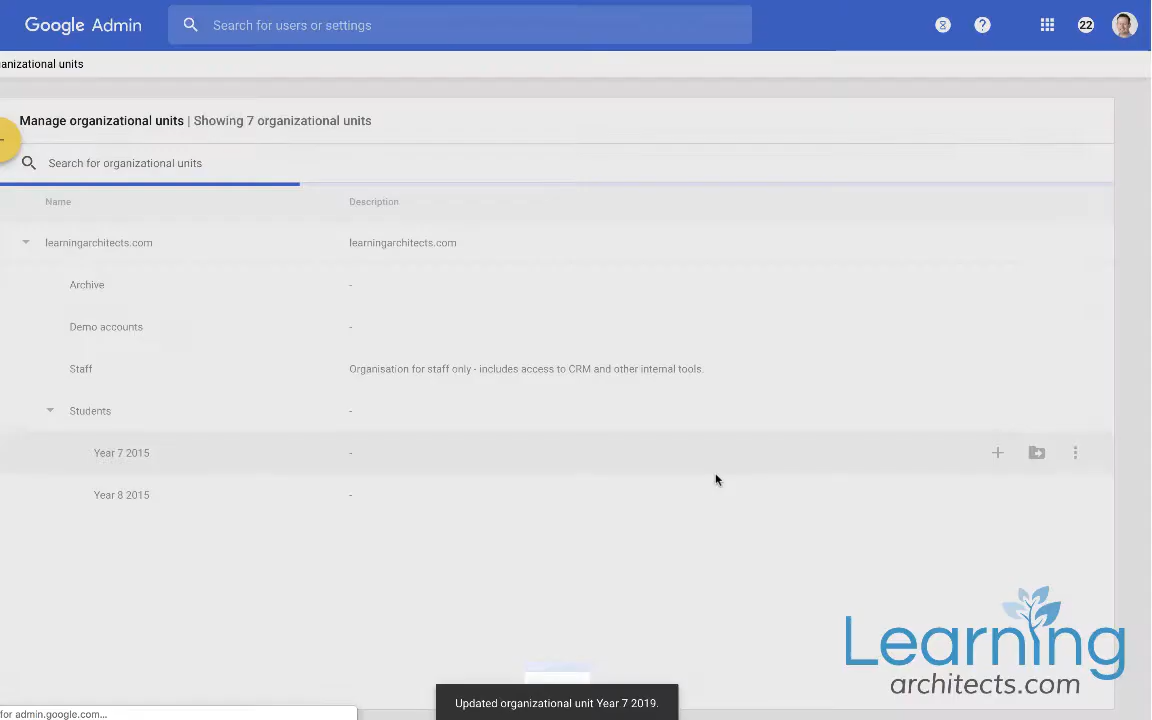 Google Admin
Search for users or settings
22
ganizational units
Manage organizational units | Showing 7 organizational units
Search for organizational units
Name Description
learningarchitects.com learningarchitects.com
Archive -
Demo accounts -
Staff Organisation for staff only - includes access to CRM and other internal tools.
Students -
Year 7 2015 -
Year 8 2015 -
Learning
architects.com
Updated organizational unit Year 7 2019.
for admin.google.com...